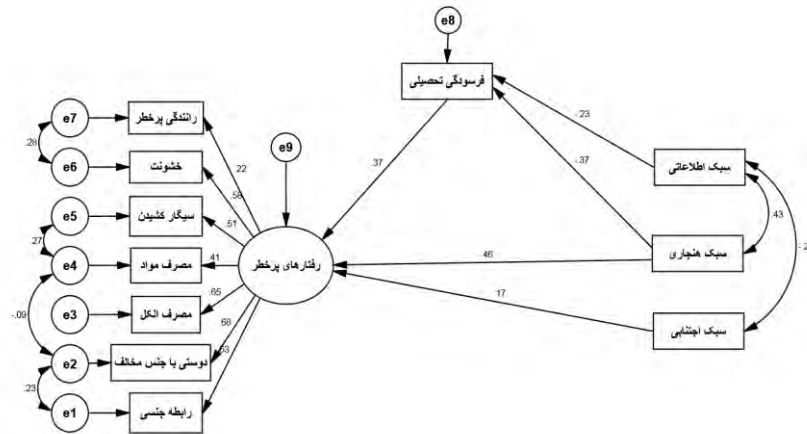 e8
فرسودگی تحصیلی
e7
رانندگی پرخطر
.28
e6
خشونت
e9
.22
.58
-.23
-.37
.37
سبک اطلاعاتی
.43
-.2
e5
سیگار کشیدن
.51
.27
e4
مصرف مواد
.41
رفتارهای پرخطر
.46
سبک هنجاری
.65
.17
-.09
e3
مصرف الکل
سبک اجتنابی
.68
e2
دوستی با جنس مخالف
.23
e1
رابطه جنسی